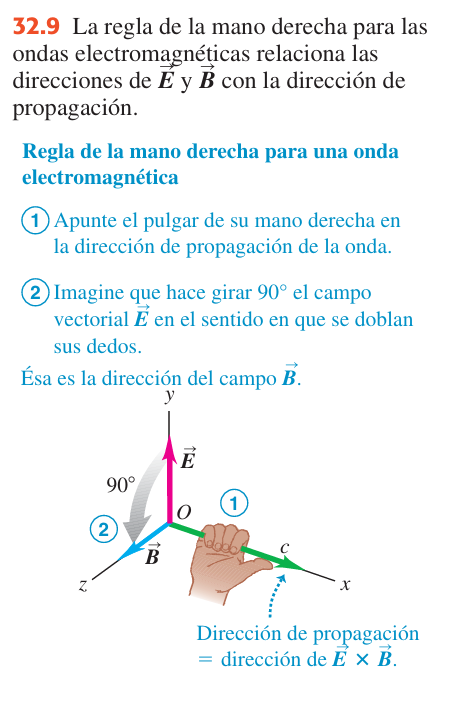 32.9 La regla de la mano derecha para las
ondas electromagnéticas relaciona las
direcciones de E⃗ y B⃗ con la dirección de
propagación.
Regla de la mano derecha para una onda
electromagnética
1 Apunte el pulgar de su mano derecha en
la dirección de propagación de la onda.
2 Imagine que hace girar 90° el campo
vectorial E⃗ en el sentido en que se doblan
sus dedos.
Ésa es la dirección del campo B⃗.
y
E⃗
90°
O
1
2
B⃗
c
z
x
Dirección de propagación
= dirección de E⃗ × B⃗.